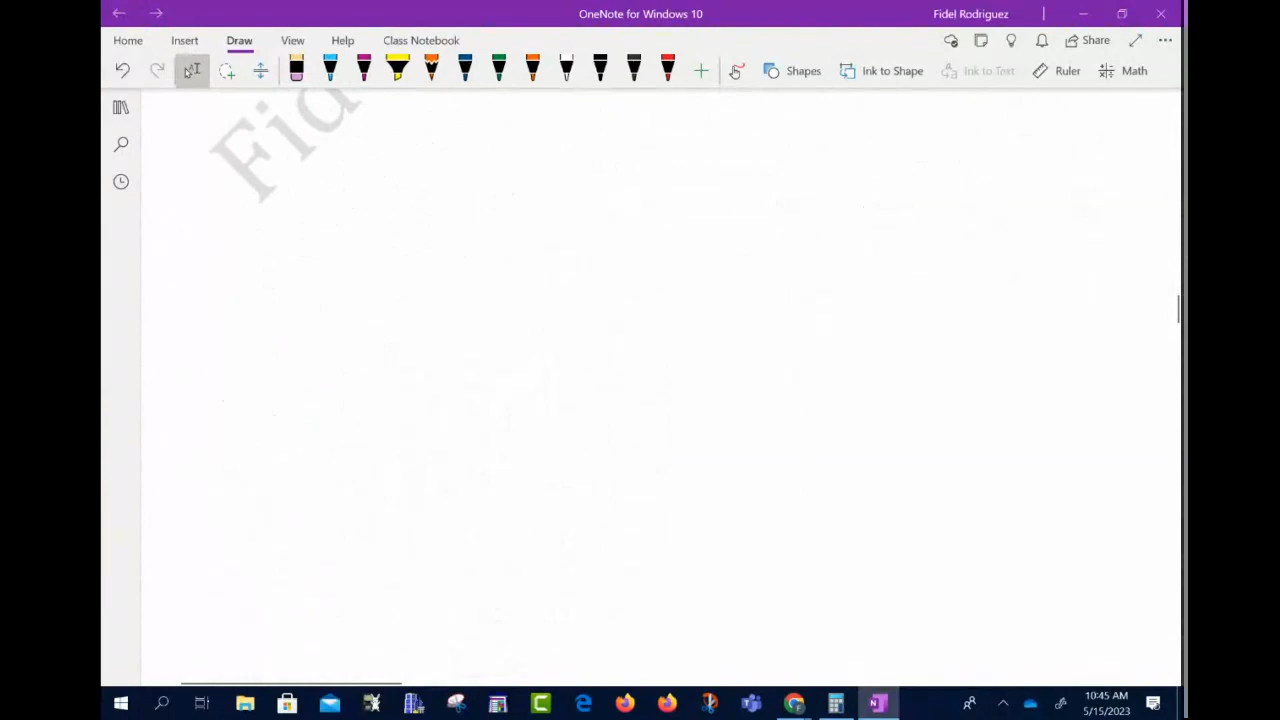 OneNote for Windows 10
Fidel Rodriguez
Home
Insert
Draw
View
Help
Class Notebook
Share
Shapes
Ink to Shape
Ink to Text
Ruler
Math
Fid
10:45 AM
5/15/2023